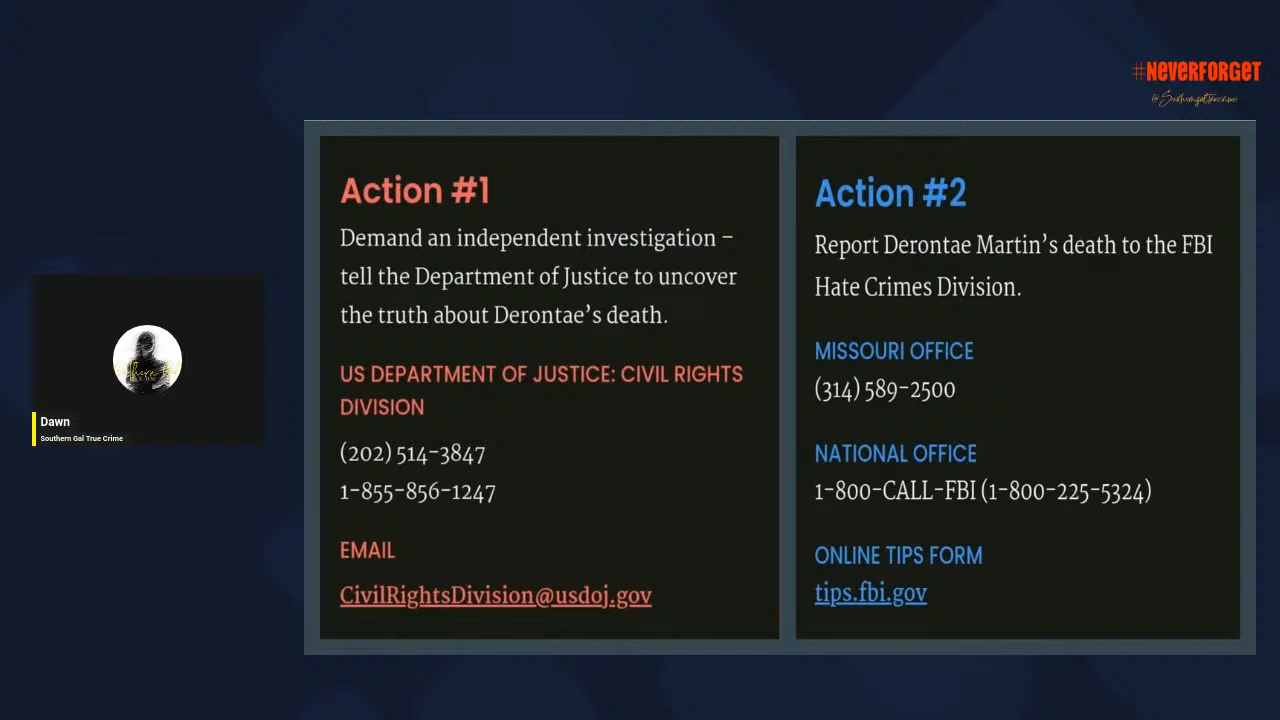 #NEVERFORGET
@Southerngaltruecrime
Action #1
Demand an independent investigation –
tell the Department of Justice to uncover
the truth about Derontae’s death.
US DEPARTMENT OF JUSTICE: CIVIL RIGHTS
DIVISION
(202) 514-3847
1-855-856-1247
EMAIL
CivilRightsDivision@usdoj.gov
Action #2
Report Derontae Martin’s death to the FBI
Hate Crimes Division.
MISSOURI OFFICE
(314) 589-2500
NATIONAL OFFICE
1-800-CALL-FBI (1-800-225-5324)
ONLINE TIPS FORM
tips.fbi.gov
Dawn
Southern Gal True Crime